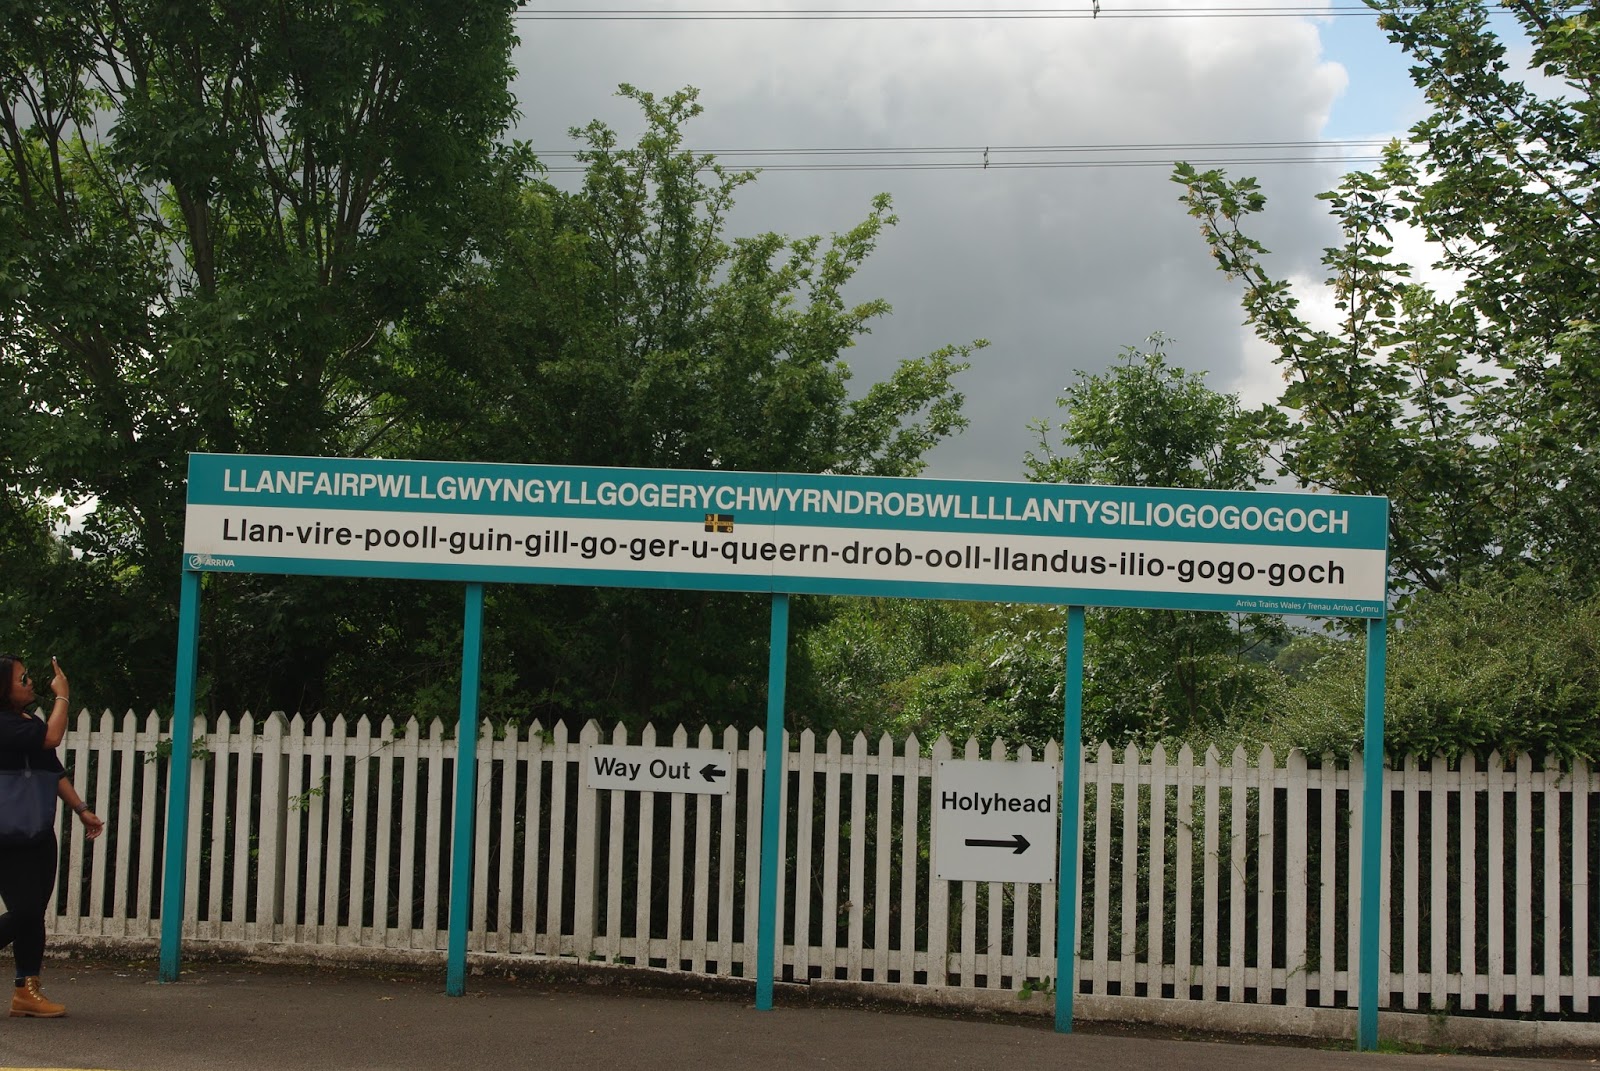 LLANFAIRPWLLGWYNGYLLGOGERYCHWYRNDROBWLLLLANTYSILIOGOGOGOCH
Llan-vire-pooll-guin-gill-go-ger-u-queern-drob-ooll-llandus-ilio-gogo-goch
ARRIVA
Arriva Trains Wales / Trenau Arriva Cymru
Way Out ←
Holyhead
→